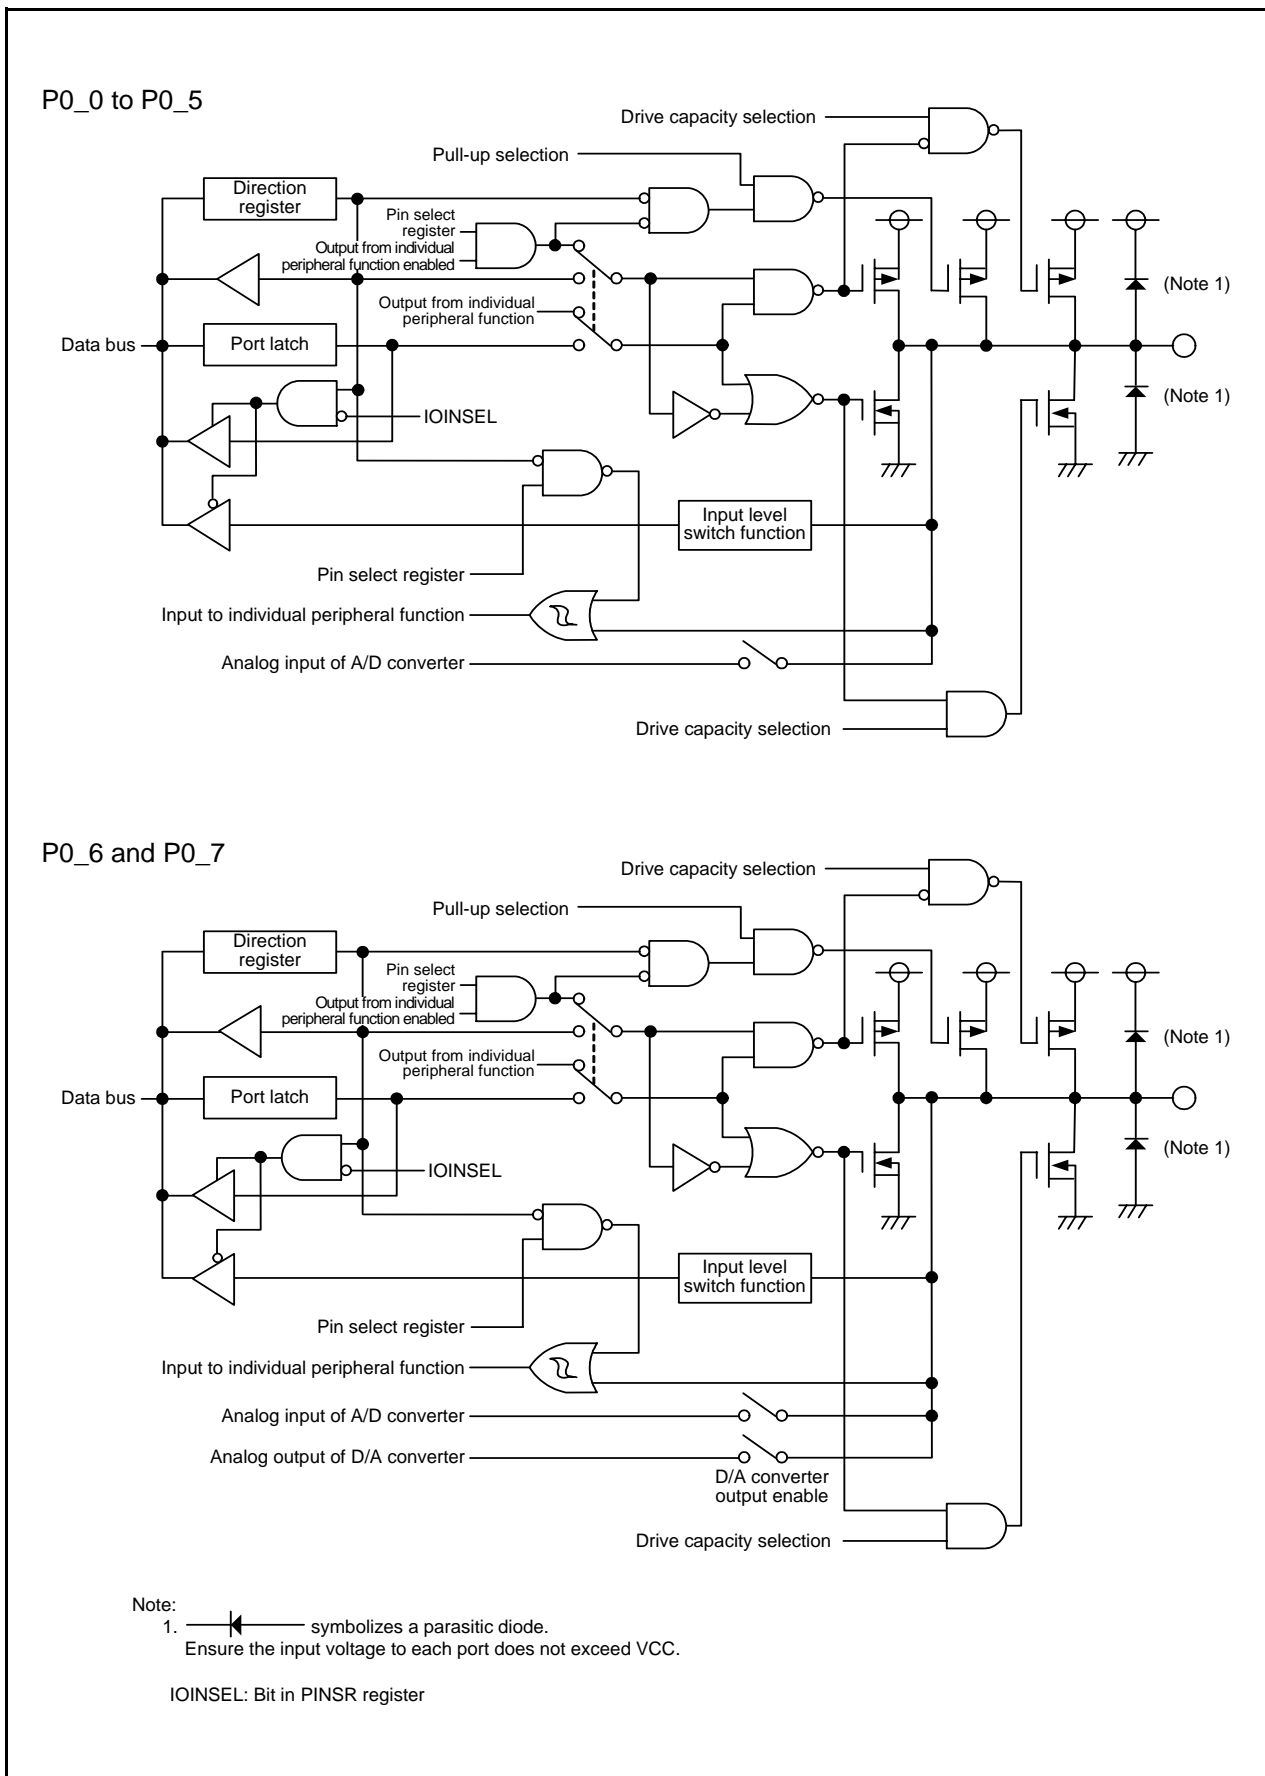 P0_0 to P0_5
Drive capacity selection
Pull-up selection
Direction
register
Pin select
register
Output from individual
peripheral function enabled
(Note 1)
Output from individual
peripheral function
Data bus
Port latch
(Note 1)
IOINSEL
Input level
switch function
Pin select register
Input to individual peripheral function
Analog input of A/D converter
Drive capacity selection
P0_6 and P0_7
Drive capacity selection
Pull-up selection
Direction
register
Pin select
register
Output from individual
peripheral function enabled
(Note 1)
Output from individual
peripheral function
Data bus
Port latch
(Note 1)
IOINSEL
Input level
switch function
Pin select register
Input to individual peripheral function
Analog input of A/D converter
Analog output of D/A converter
D/A converter
output enable
Drive capacity selection
Note:
1. symbolizes a parasitic diode.
Ensure the input voltage to each port does not exceed VCC.
IOINSEL: Bit in PINSR register